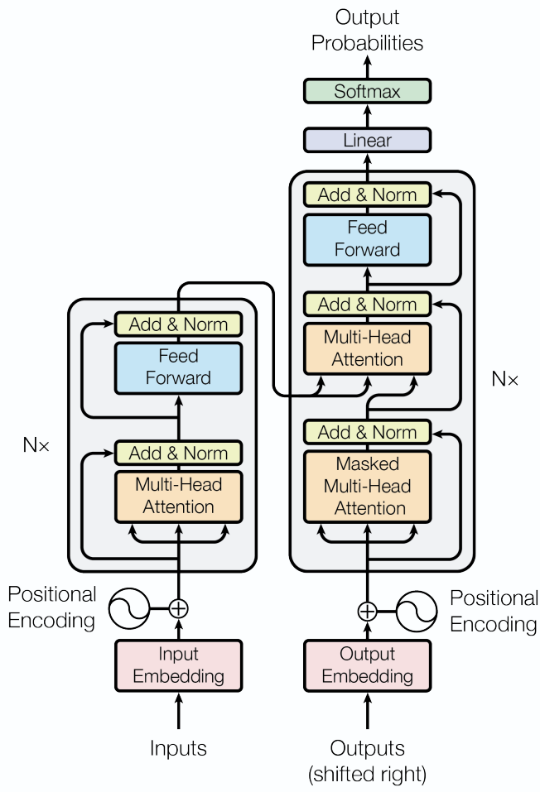 Output
Probabilities
Softmax
Linear
Add & Norm
Feed
Forward
Add & Norm
Multi-Head
Attention
Add & Norm
Masked
Multi-Head
Attention
N×
Add & Norm
Feed
Forward
Add & Norm
Multi-Head
Attention
N×
Positional
Encoding
Positional
Encoding
Input
Embedding
Output
Embedding
Inputs
Outputs
(shifted right)